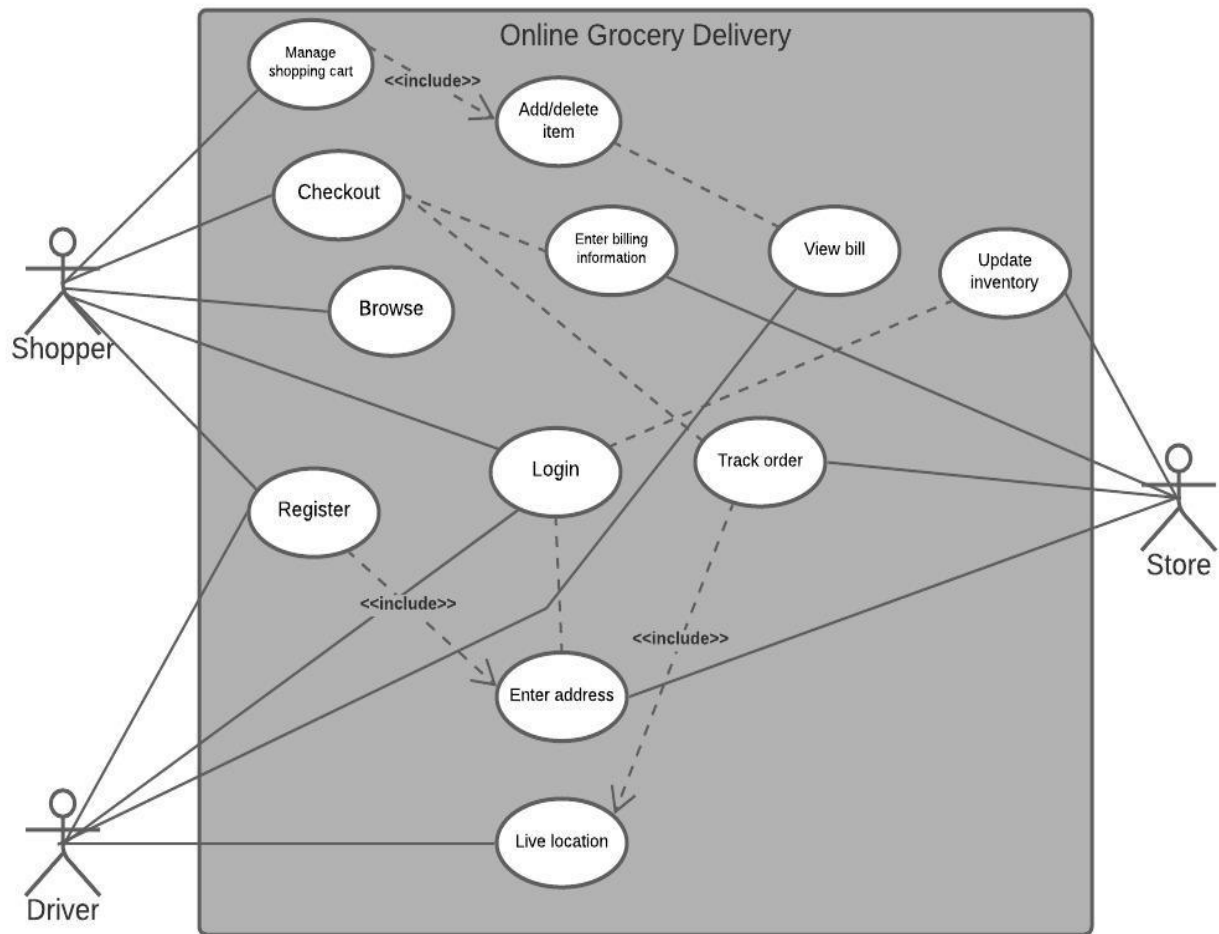 Online Grocery Delivery
Manage
shopping cart
<<include>>
Add/delete
item
Checkout
Enter billing
information
View bill
Update
inventory
Browse
Shopper
Login
Track order
Register
Store
<<include>>
<<include>>
Enter address
Live location
Driver